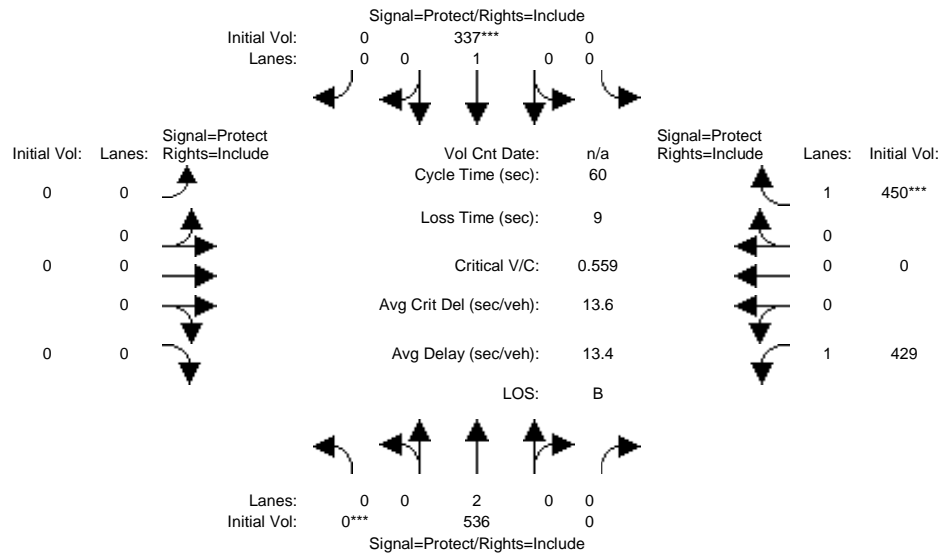 Signal=Protect/Rights=Include
Initial Vol: 0 337*** 0
Lanes: 0 0 1 0 0
Signal=Protect
Initial Vol: Lanes: Rights=Include
Vol Cnt Date: n/a
Signal=Protect
Rights=Include Lanes: Initial Vol:
Cycle Time (sec): 60
0 0
1 450***
Loss Time (sec): 9
0
0
0 0
Critical V/C: 0.559
0 0
0
Avg Crit Del (sec/veh): 13.6
0
0 0
Avg Delay (sec/veh): 13.4
1 429
LOS: B
Lanes: 0 0 2 0 0
Initial Vol: 0*** 536 0
Signal=Protect/Rights=Include